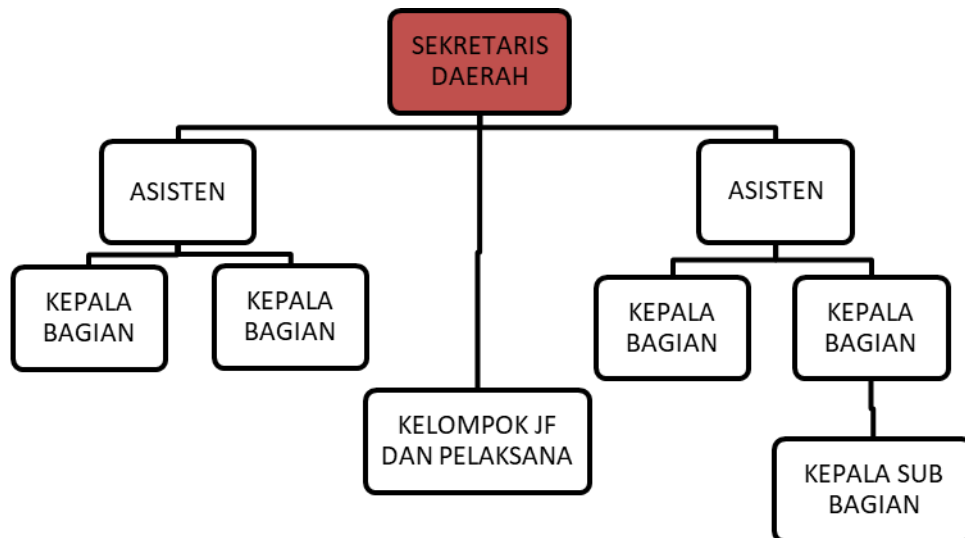 SEKRETARIS
DAERAH
ASISTEN
ASISTEN
KEPALA
BAGIAN
KEPALA
BAGIAN
KEPALA
BAGIAN
KEPALA
BAGIAN
KELOMPOK JF
DAN PELAKSANA
KEPALA SUB
BAGIAN